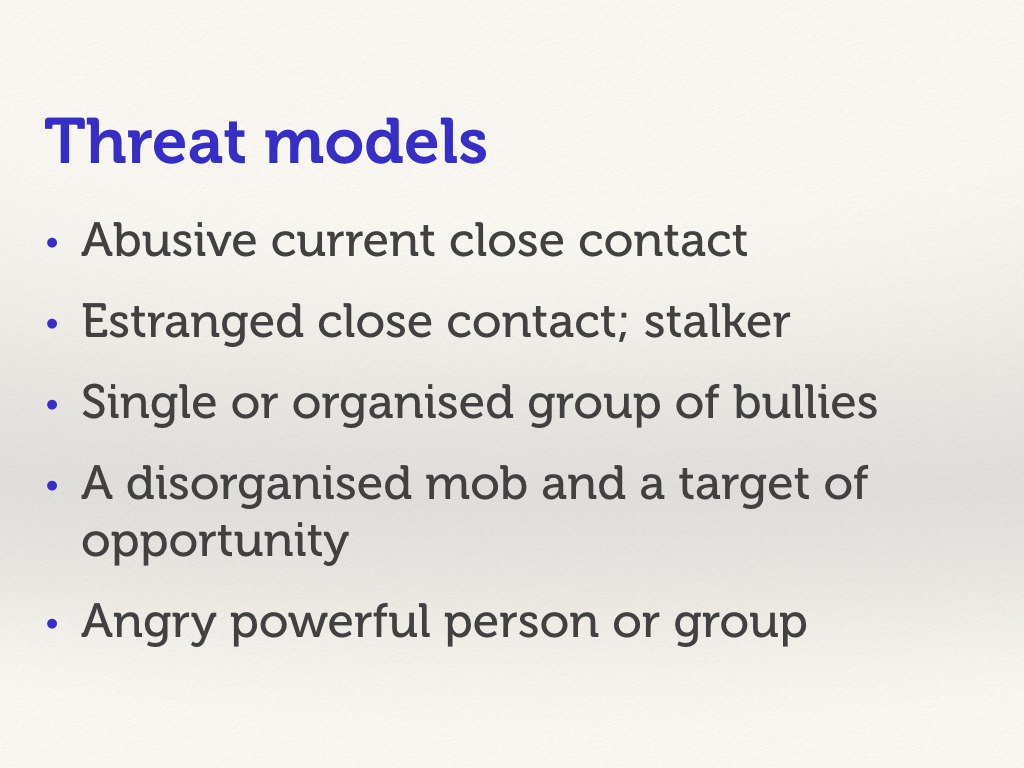 Threat models
• Abusive current close contact
• Estranged close contact; stalker
• Single or organised group of bullies
• A disorganised mob and a target of
opportunity
• Angry powerful person or group